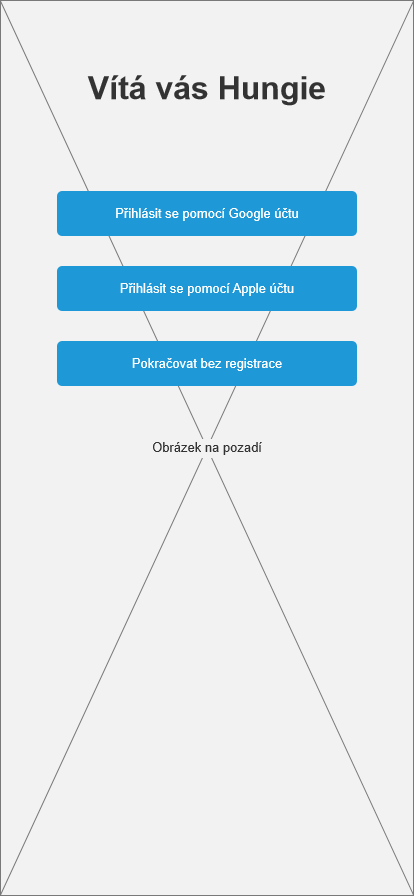 Vítá vás Hungie
Přihlásit se pomocí Google účtu
Přihlásit se pomocí Apple účtu
Pokračovat bez registrace
Obrázek na pozadí